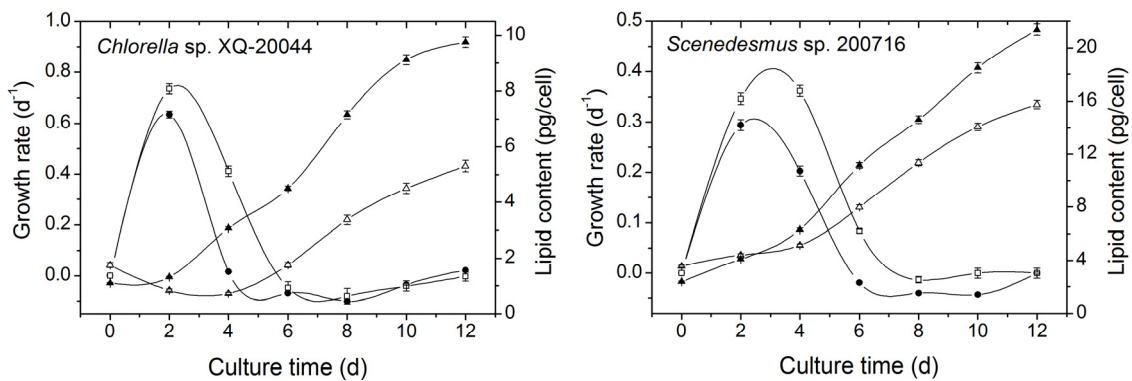 Chlorella sp. XQ-20044
Growth rate (d-1)
1.0
0.8
0.6
0.4
0.2
0.0
10
8
6
4
2
0
Lipid content (pg/cell)
0 2 4 6 8 10 12
Culture time (d)
Scenedesmus sp. 200716
Growth rate (d-1)
0.5
0.4
0.3
0.2
0.1
0.0
20
16
12
8
4
0
Lipid content (pg/cell)
0 2 4 6 8 10 12
Culture time (d)